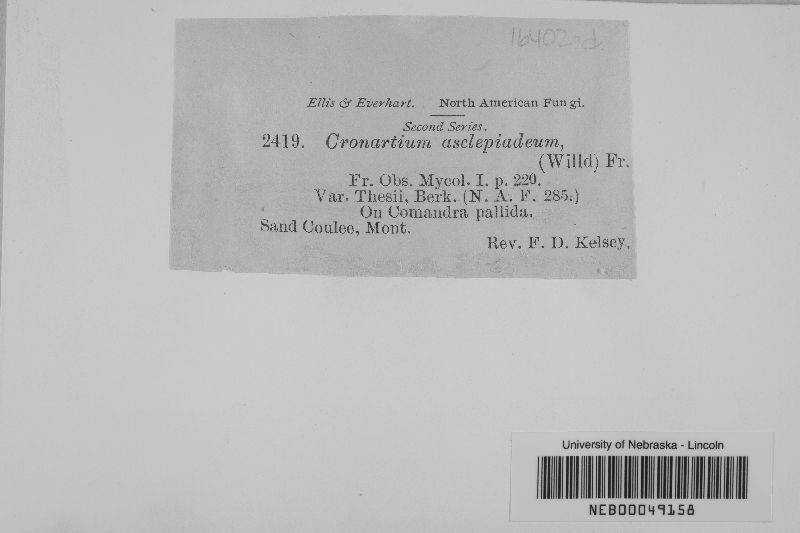 16402-d
Ellis & Everhart. North American Fungi.
Second Series.
2419. Cronartium asclepiadeum,
(Willd) Fr.
Fr. Obs. Mycol. I. p. 220.
Var. Thesii, Berk. (N. A. F. 285.)
On Comandra pallida.
Sand Coulee, Mont.
Rev. F. D. Kelsey.
University of Nebraska - Lincoln
NEB00049158